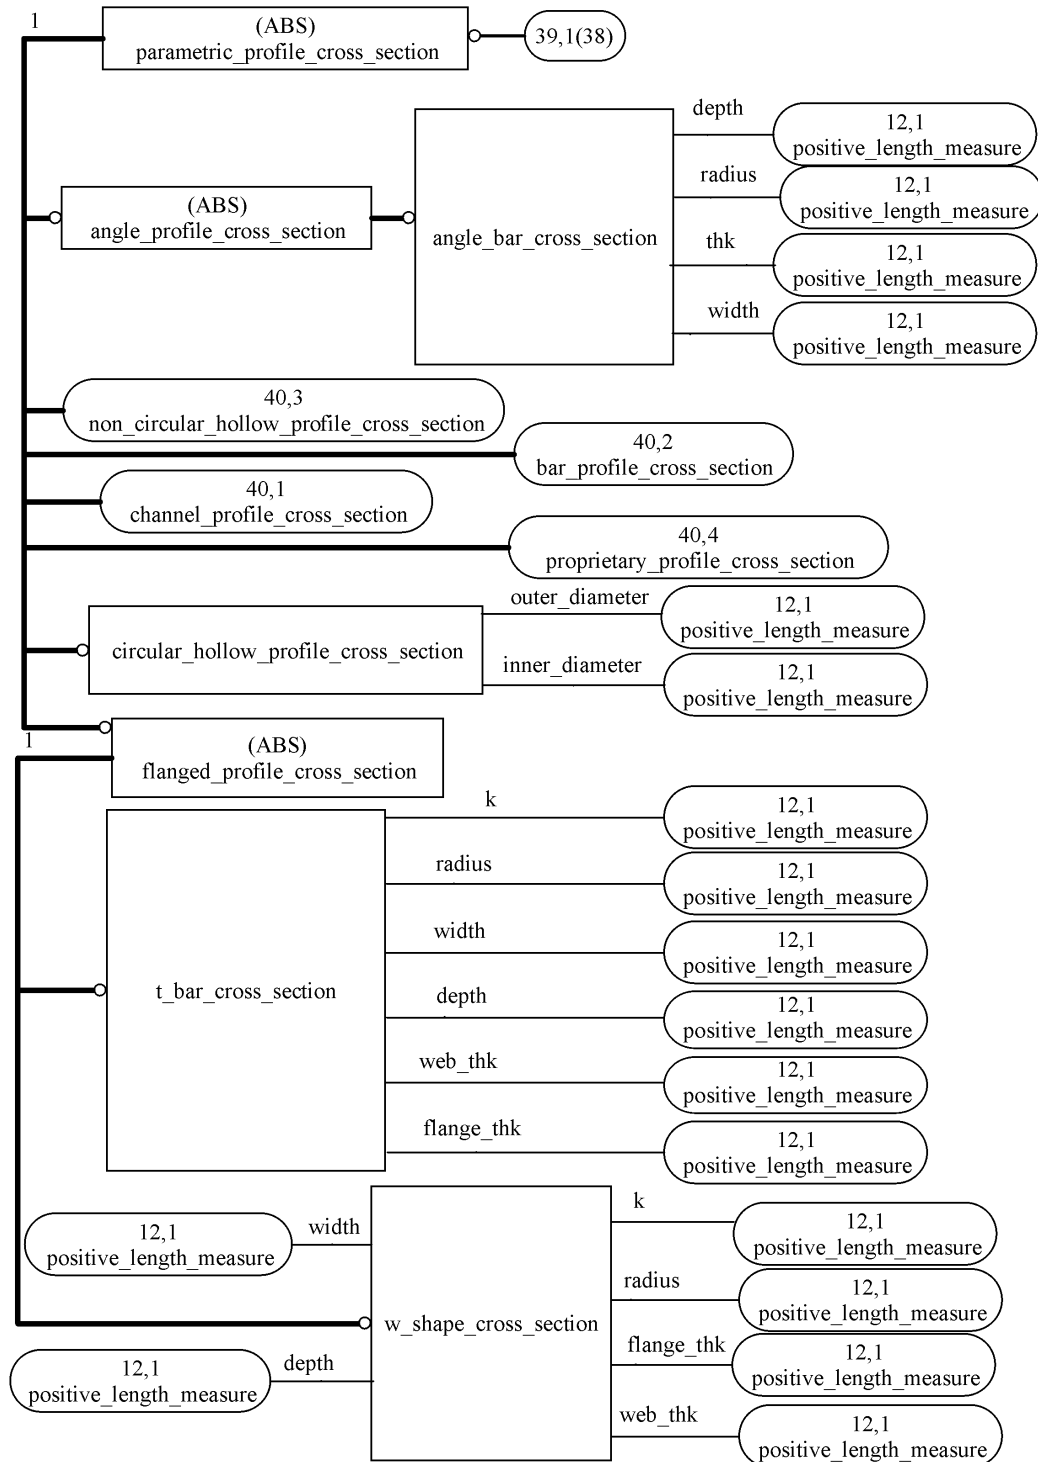 1
(ABS)
parametric_profile_cross_section
39,1(38)
depth
12,1
positive_length_measure
radius
12,1
positive_length_measure
(ABS)
angle_profile_cross_section
angle_bar_cross_section
thk
12,1
positive_length_measure
width
12,1
positive_length_measure
40,3
non_circular_hollow_profile_cross_section
40,2
bar_profile_cross_section
40,1
channel_profile_cross_section
40,4
proprietary_profile_cross_section
outer_diameter
12,1
positive_length_measure
circular_hollow_profile_cross_section
inner_diameter
12,1
positive_length_measure
1
(ABS)
flanged_profile_cross_section
k
12,1
positive_length_measure
radius
12,1
positive_length_measure
width
12,1
positive_length_measure
t_bar_cross_section
depth
12,1
positive_length_measure
web_thk
12,1
positive_length_measure
flange_thk
12,1
positive_length_measure
k
12,1
positive_length_measure
width
12,1
positive_length_measure
radius
12,1
positive_length_measure
w_shape_cross_section
flange_thk
12,1
positive_length_measure
depth
12,1
positive_length_measure
web_thk
12,1
positive_length_measure